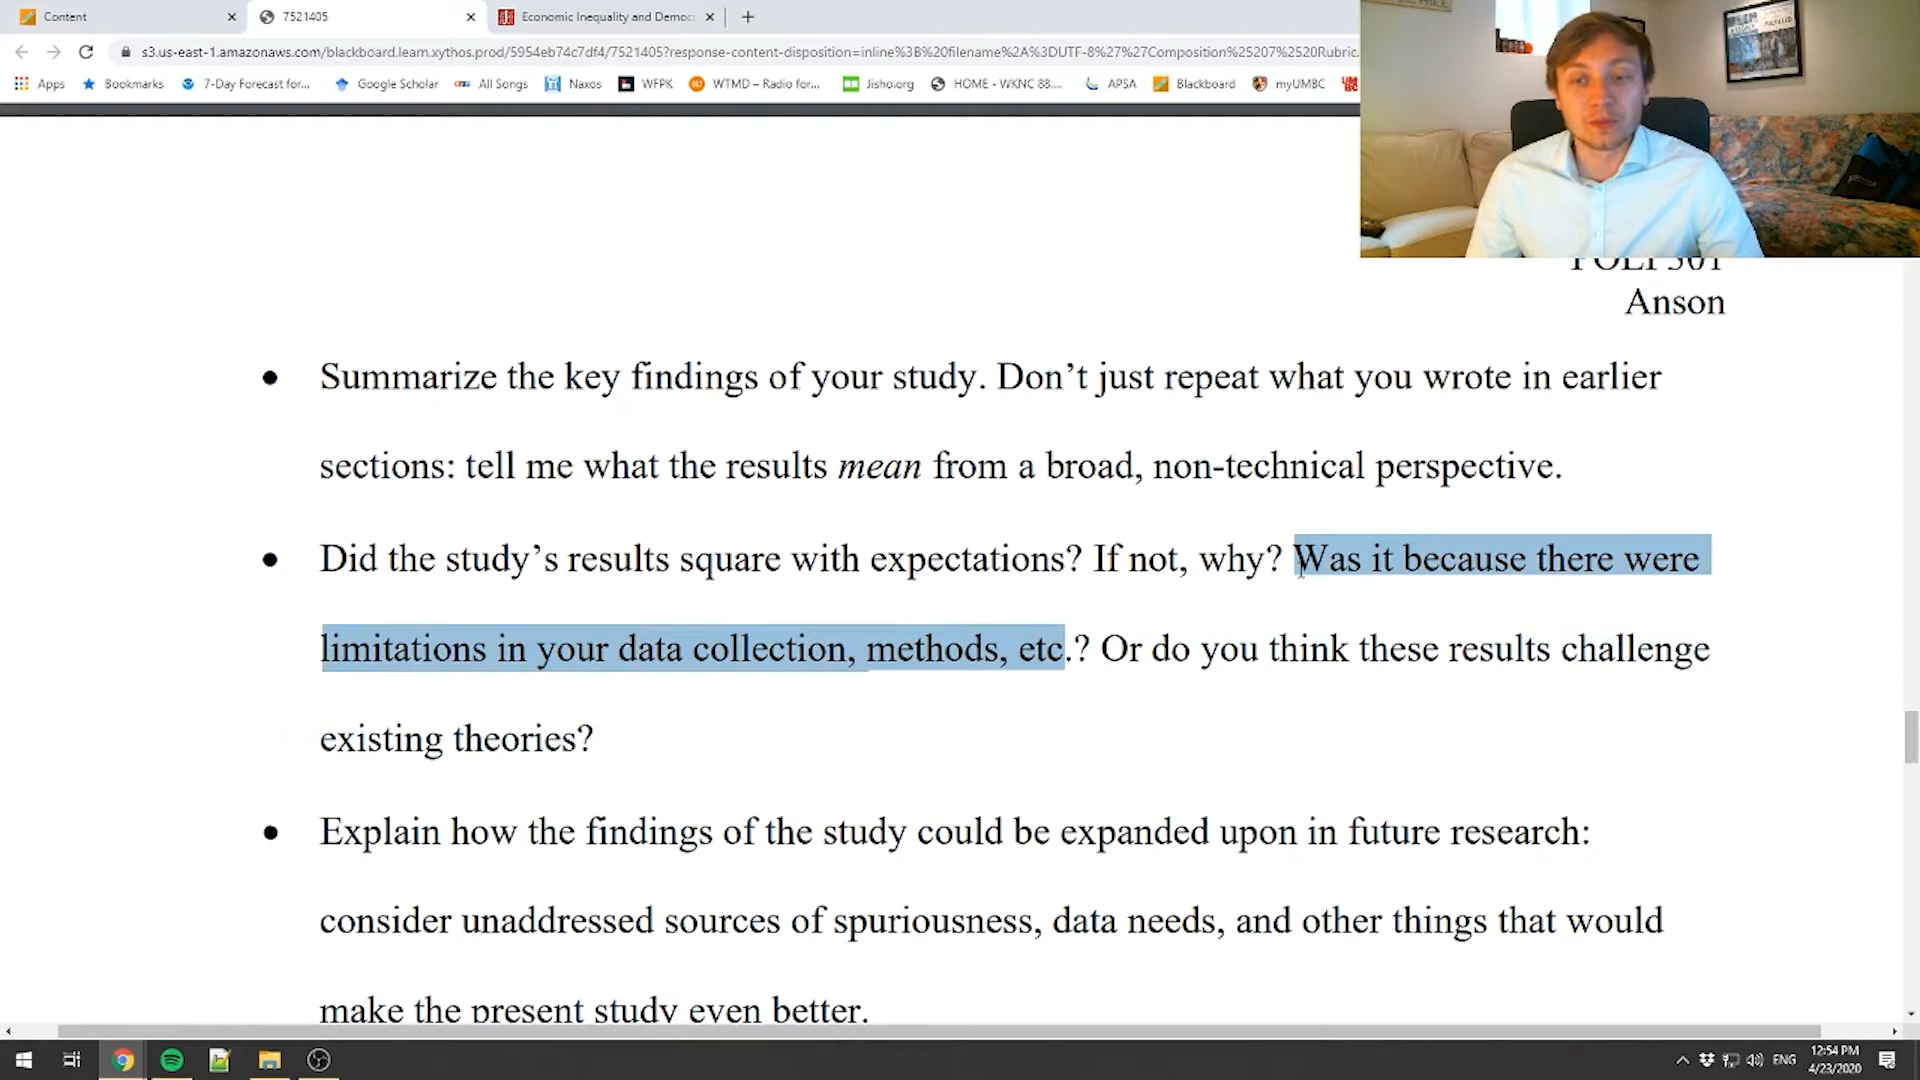 Content
7521405
Economic Inequality and Democ
s3.us-east-1.amazonaws.com/blackboard.learn.xythos.prod/5954eb74c7df4/7521405?response-content-disposition=inline%3B%20filename%2A%3DUTF-8%27%27Composition%25207%2520Rubric.
Apps
Bookmarks
7-Day Forecast for...
Google Scholar
All Songs
Naxos
WFPK
WTMD – Radio for...
Jisho.org
HOME - WKNC 88....
APSA
Blackboard
myUMBC
Anson
• Summarize the key findings of your study. Don’t just repeat what you wrote in earlier
sections: tell me what the results mean from a broad, non-technical perspective.
• Did the study’s results square with expectations? If not, why? Was it because there were
limitations in your data collection, methods, etc.? Or do you think these results challenge
existing theories?
• Explain how the findings of the study could be expanded upon in future research:
consider unaddressed sources of spuriousness, data needs, and other things that would
make the present study even better.
ENG
12:54 PM
4/23/2020